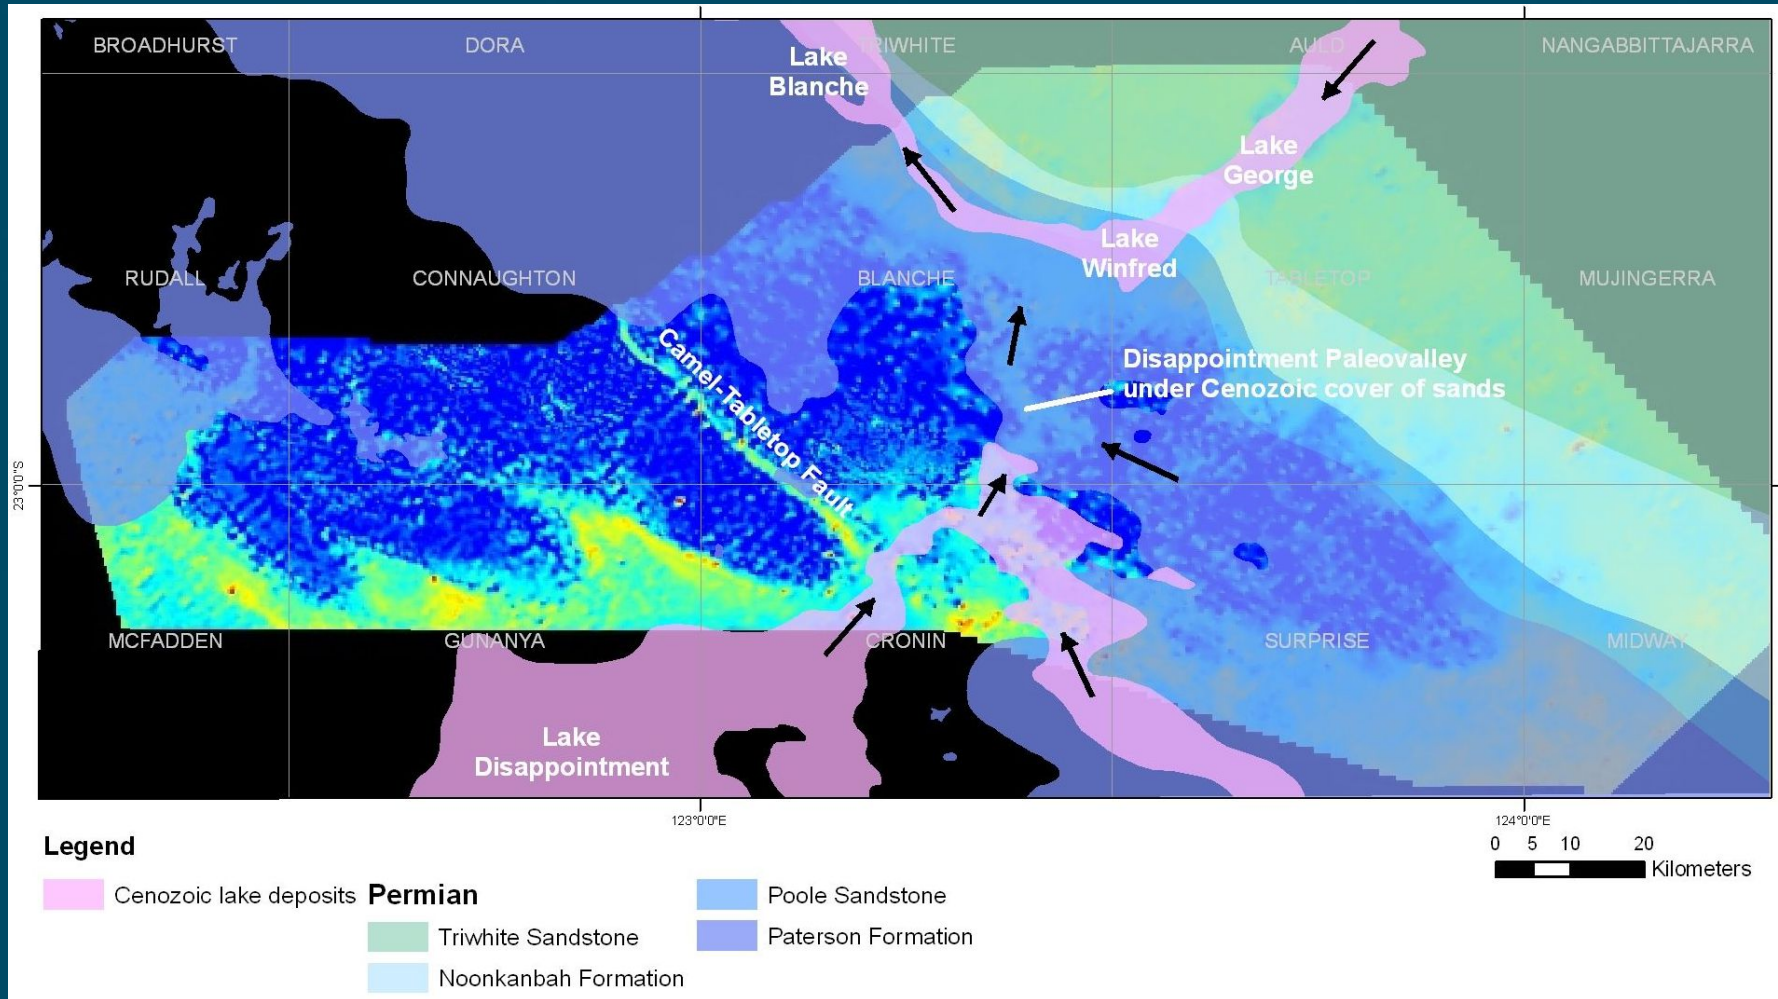 BROADHURST
DORA
TRIWHITE
AULD
NANGABBITTAJARRA
Lake
Blanche
Lake
George
Lake
Winfred
RUDALL
CONNAUGHTON
BLANCHE
TABLETOP
MUJINGERRA
Camel-Tabletop Fault
Disappointment Paleovalley
under Cenozoic cover of sands
23°0'0"S
MCFADDEN
GUNANYA
CRONIN
SURPRISE
MIDWAY
Lake
Disappointment
123°0'0"E
124°0'0"E
Legend
Cenozoic lake deposits
Permian
Triwhite Sandstone
Noonkanbah Formation
Poole Sandstone
Paterson Formation
0 5 10 20
Kilometers